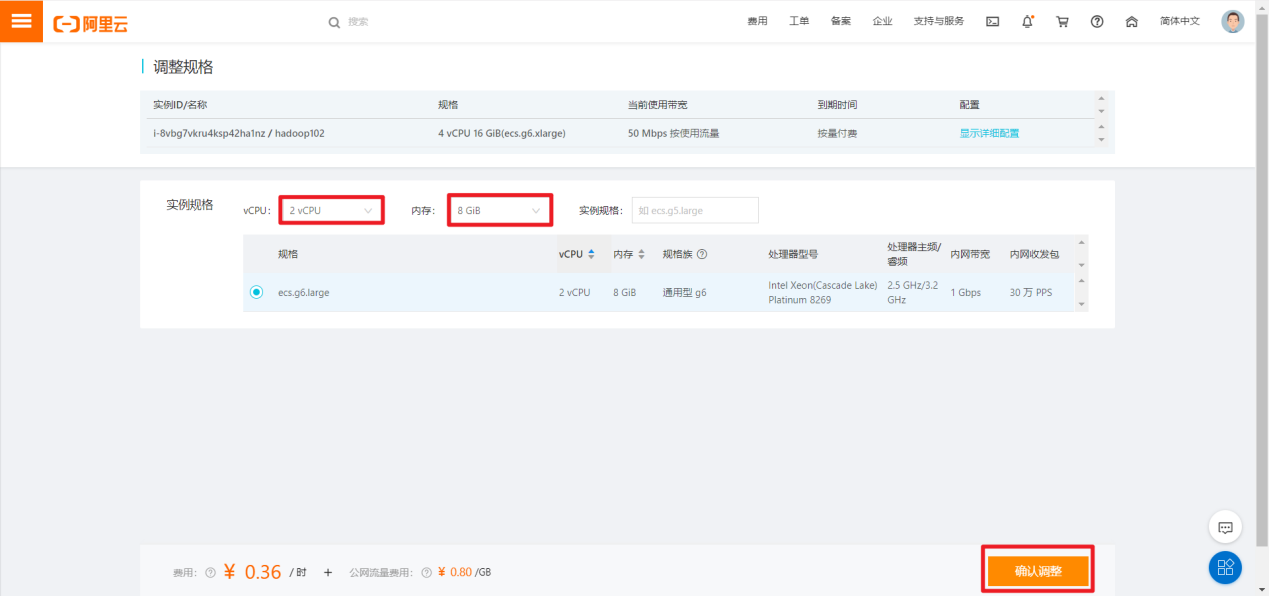 阿里云
搜索
费用 工单 备案 企业 支持与服务 简体中文
调整规格
实例ID/名称 规格 当前使用带宽 到期时间 配置
i-8vbg7vkru4ksp42ha1nz / hadoop102 4 vCPU 16 GiB(ecs.g6.xlarge) 50 Mbps 按使用流量 按量付费 显示详细配置
实例规格 vCPU: 2 vCPU 内存: 8 GiB 实例规格: 如 ecs.g5.large
规格 vCPU 内存 规格族 处理器型号 处理器主频/睿频 内网带宽 内网收发包
ecs.g6.large 2 vCPU 8 GiB 通用型 g6 Intel Xeon(Cascade Lake) Platinum 8269 2.5 GHz/3.2 GHz 1 Gbps 30 万 PPS
费用: ¥ 0.36 /时 + 公网流量费用: ¥ 0.80 /GB
确认调整